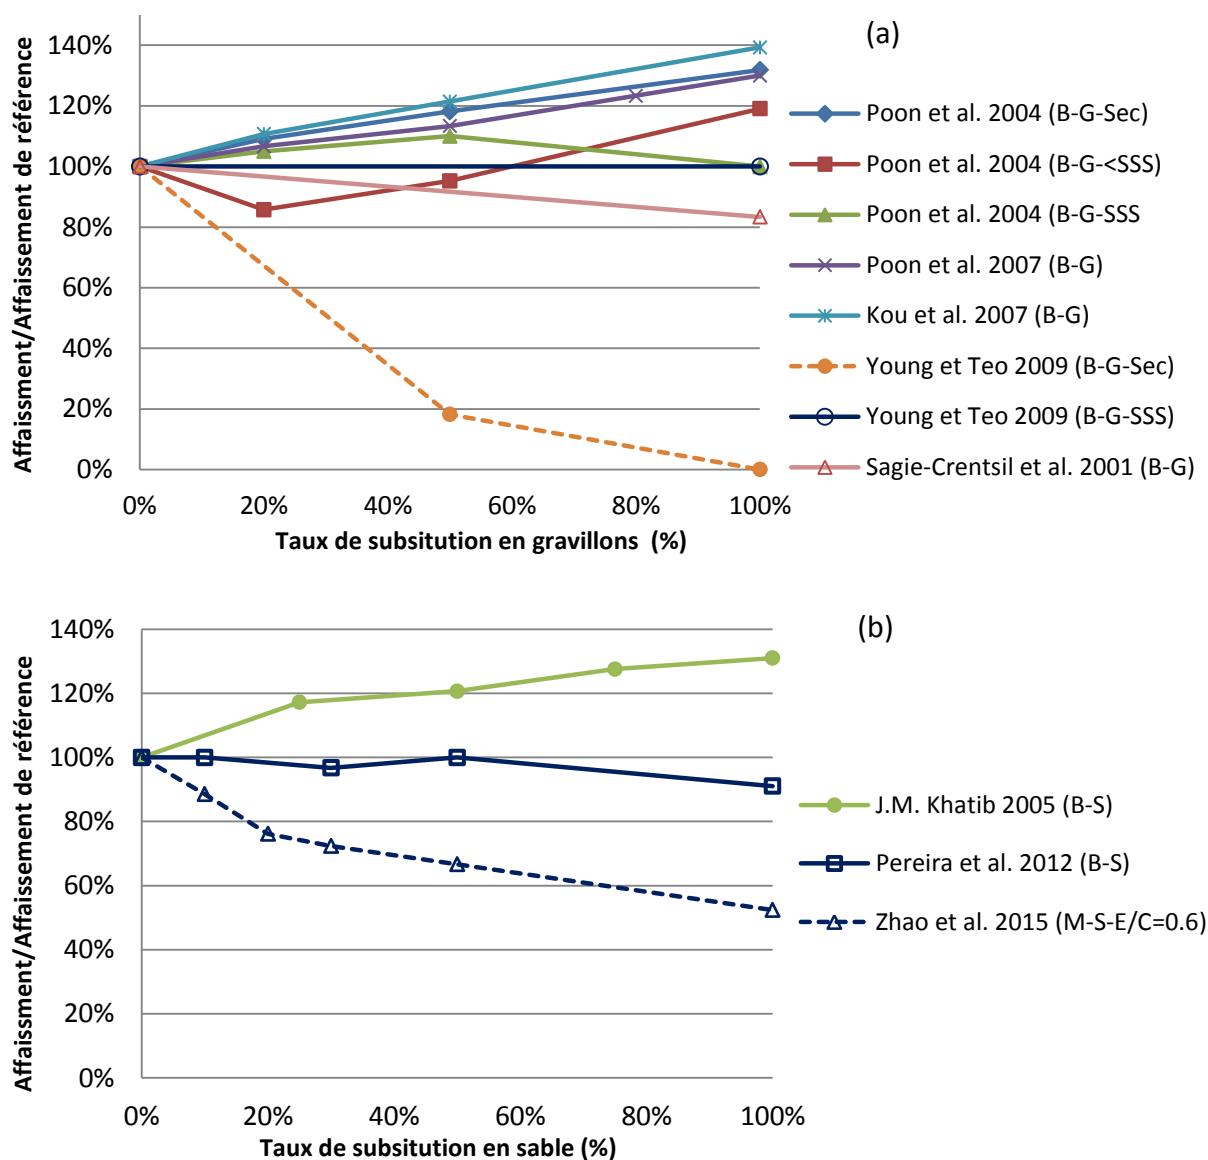 (a)
Affaissment/Affaissement de référence
140%
120%
100%
80%
60%
40%
20%
0%
0%
20%
40%
60%
80%
100%
Taux de subsitution en gravillons (%)
Poon et al. 2004 (B-G-Sec)
Poon et al. 2004 (B-G-<SSS)
Poon et al. 2004 (B-G-SSS
Poon et al. 2007 (B-G)
Kou et al. 2007 (B-G)
Young et Teo 2009 (B-G-Sec)
Young et Teo 2009 (B-G-SSS)
Sagie-Crentsil et al. 2001 (B-G)
(b)
Affaissment/Affaissement de référence
140%
120%
100%
80%
60%
40%
20%
0%
0%
20%
40%
60%
80%
100%
Taux de subsitution en sable (%)
J.M. Khatib 2005 (B-S)
Pereira et al. 2012 (B-S)
Zhao et al. 2015 (M-S-E/C=0.6)